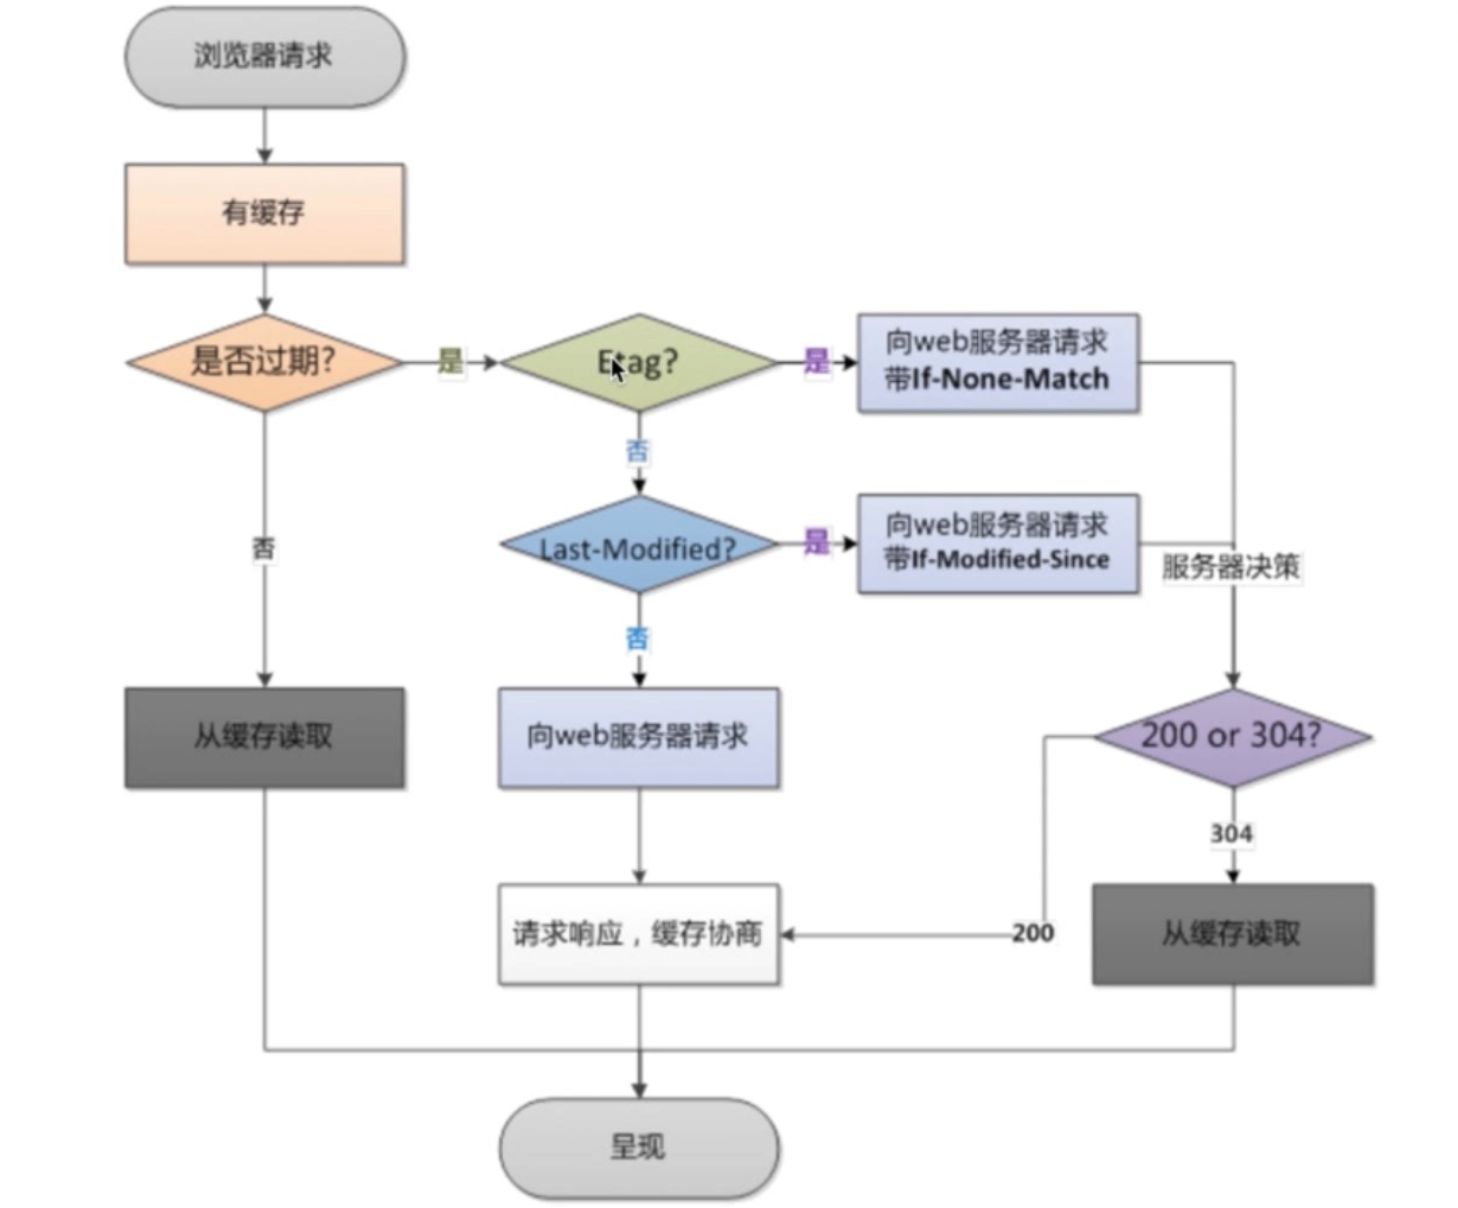 浏览器请求
有缓存
是否过期?
是
Etag?
是
向web服务器请求
带If-None-Match
否
否
Last-Modified?
是
向web服务器请求
带If-Modified-Since
服务器决策
否
从缓存读取
向web服务器请求
200 or 304?
304
请求响应，缓存协商
200
从缓存读取
呈现